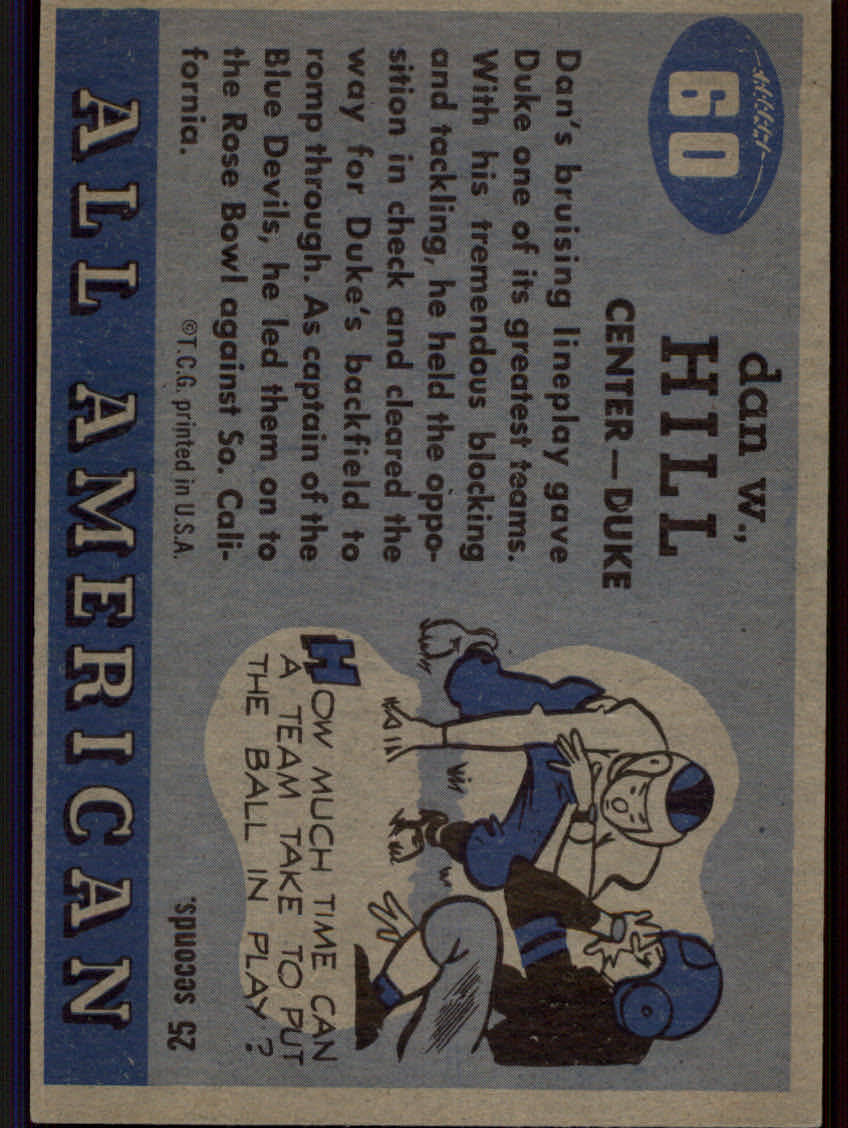 60
dan w.,
HILL
CENTER—DUKE
Dan's bruising lineplay gave
Duke one of its greatest teams.
With his tremendous blocking
and tackling, he held the oppo-
sition in check and cleared the
way for Duke's backfield to
romp through. As captain of the
Blue Devils, he led them on to
the Rose Bowl against So. Cali-
fornia.
©T.C.G. printed in U.S.A.
HOW MUCH TIME CAN
A TEAM TAKE TO PUT
THE BALL IN PLAY?
25 seconds.
ALL AMERICAN